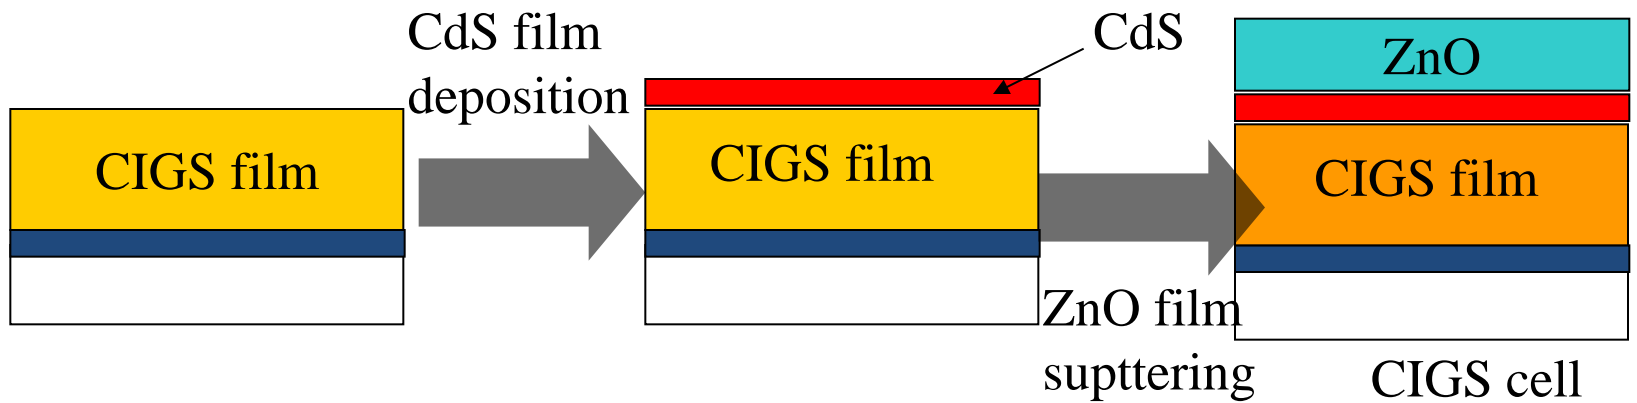 CIGS film
CdS film
deposition
CdS
CIGS film
ZnO film
supttering
ZnO
CIGS film
CIGS cell